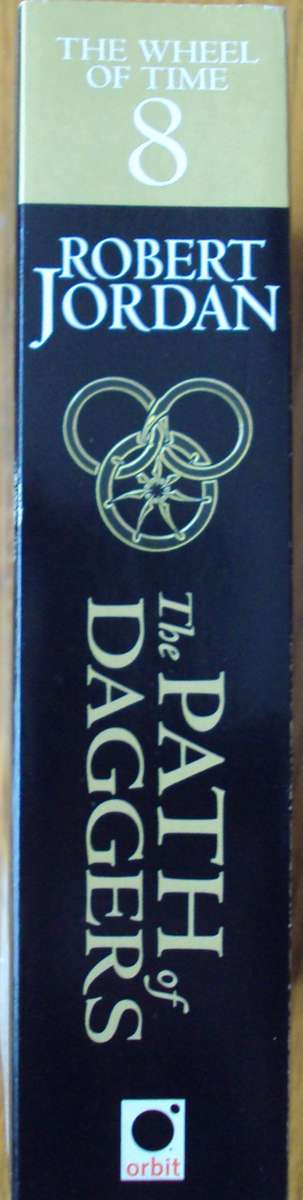 THE WHEEL
OF TIME
8
ROBERT
JORDAN
The PATH of
DAGGERS
orbit